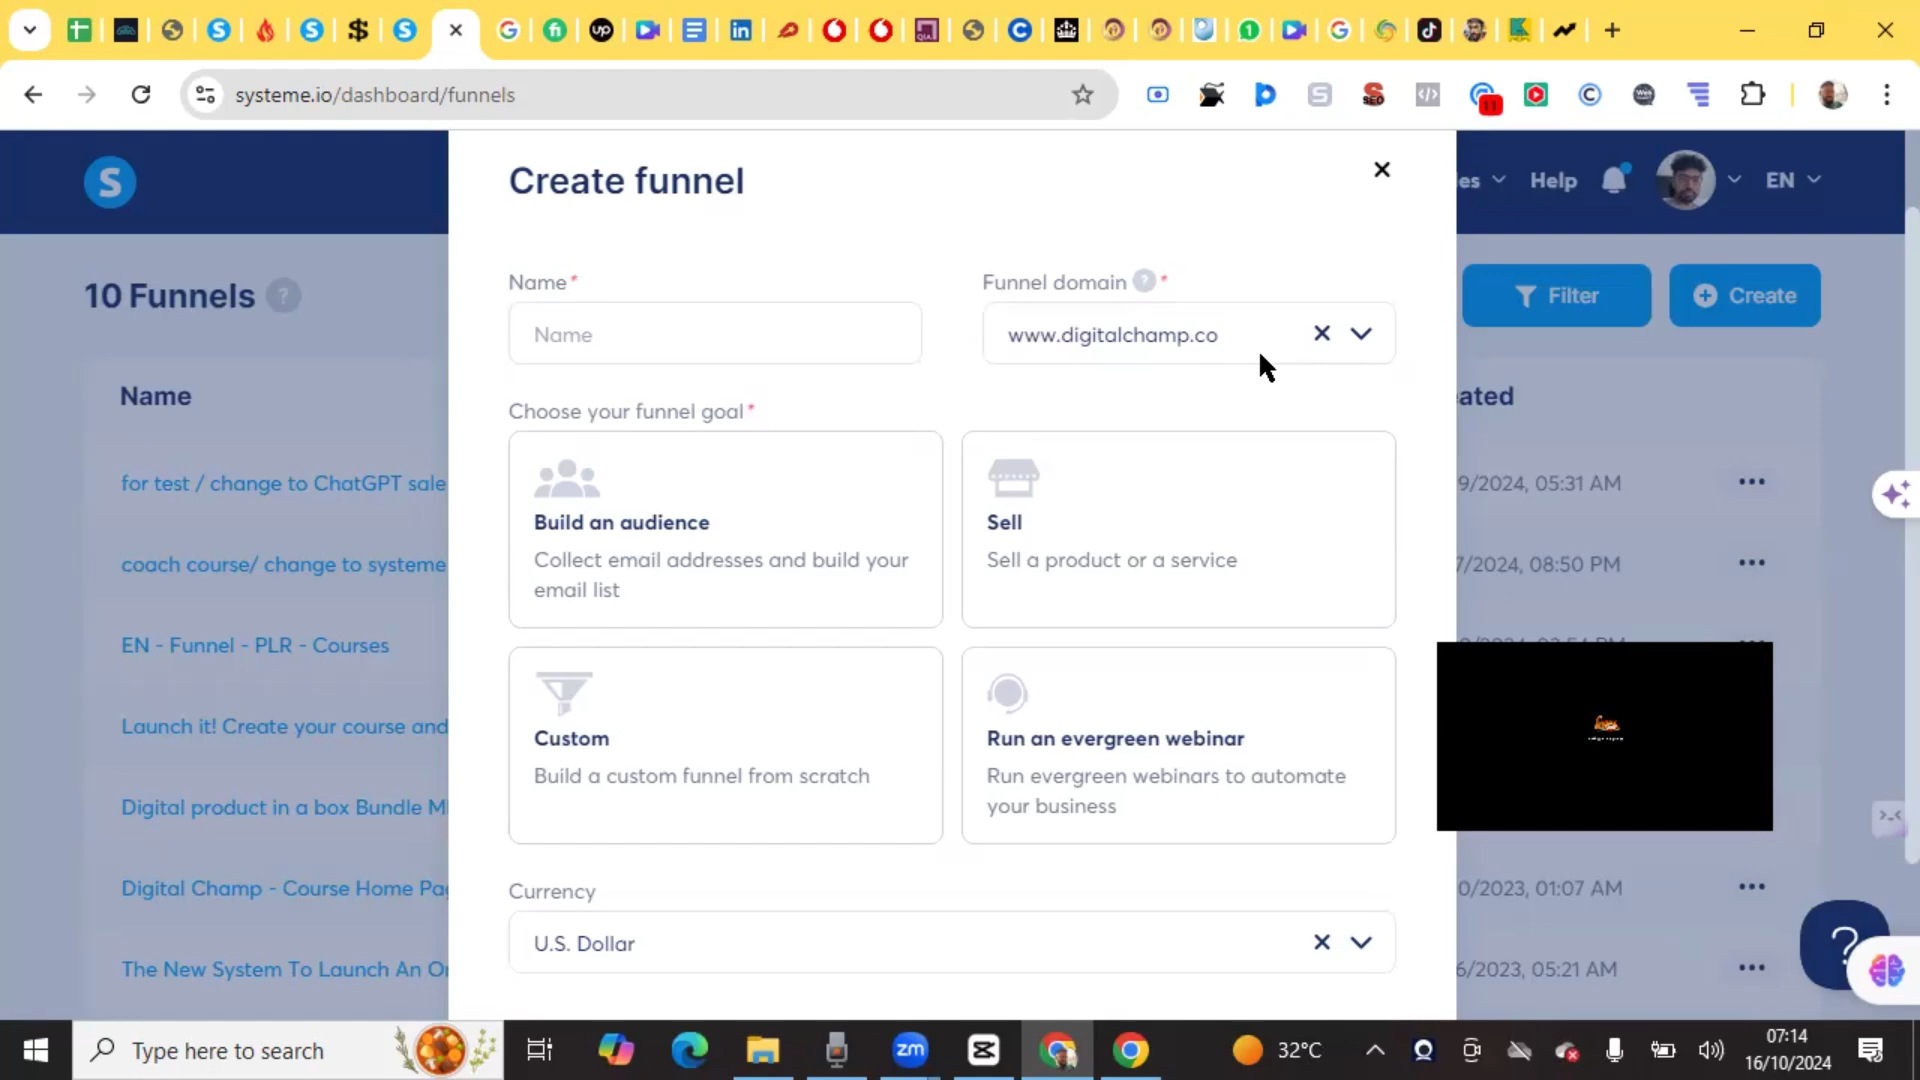 systeme.io/dashboard/funnels
11
Create funnel
es
Help
EN
10 Funnels
Filter
Create
Name*
Funnel domain ? *
Name
www.digitalchamp.co
Name
ated
Choose your funnel goal*
for test / change to ChatGPT sale
9/2024, 05:31 AM
Build an audience
Collect email addresses and build your
email list
Sell
Sell a product or a service
coach course/ change to systeme
7/2024, 08:50 PM
EN - Funnel - PLR - Courses
Custom
Build a custom funnel from scratch
Run an evergreen webinar
Run evergreen webinars to automate
your business
Launch it! Create your course and
Digital product in a box Bundle M
Digital Champ - Course Home Pa
0/2023, 01:07 AM
Currency
U.S. Dollar
The New System To Launch An O
6/2023, 05:21 AM
Type here to search
zm
32°C
07:14
16/10/2024